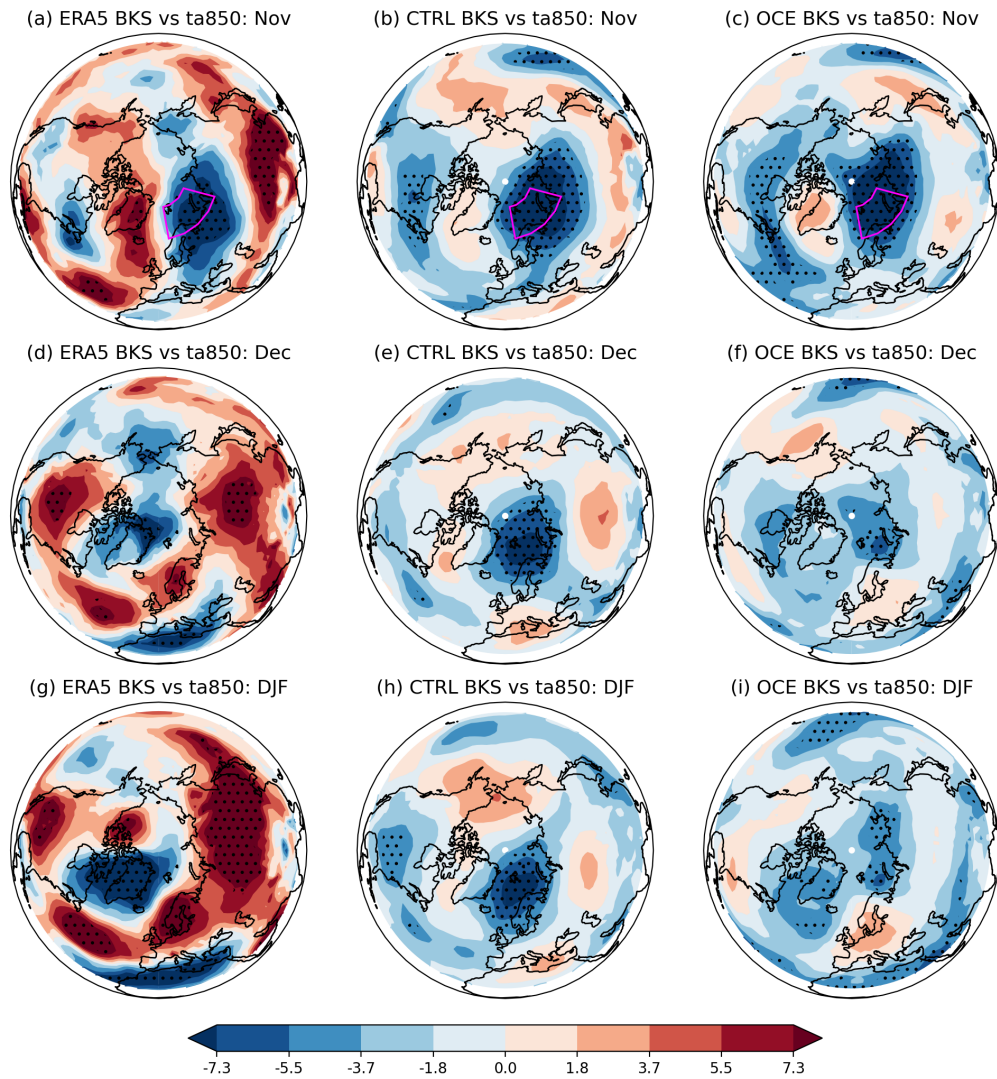 (a) ERA5 BKS vs ta850: Nov
(b) CTRL BKS vs ta850: Nov
(c) OCE BKS vs ta850: Nov
(d) ERA5 BKS vs ta850: Dec
(e) CTRL BKS vs ta850: Dec
(f) OCE BKS vs ta850: Dec
(g) ERA5 BKS vs ta850: DJF
(h) CTRL BKS vs ta850: DJF
(i) OCE BKS vs ta850: DJF
-7.3 -5.5 -3.7 -1.8 0.0 1.8 3.7 5.5 7.3